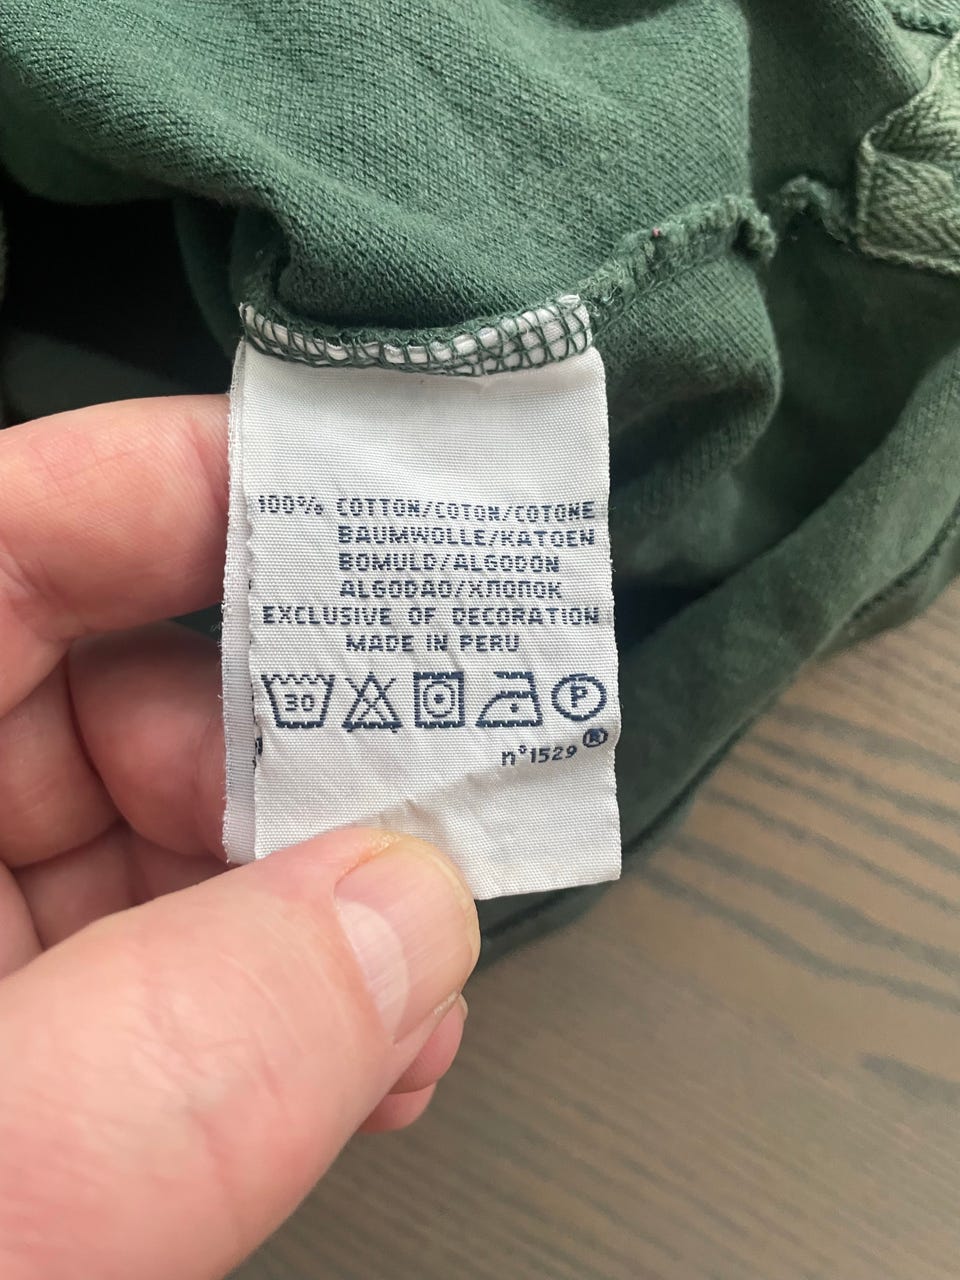 100% COTTON/COTON/COTONE
BAUMWOLLE/KATOEN
BOMULD/ALGODON
ALGODAO/ХЛОПОК
EXCLUSIVE OF DECORATION
MADE IN PERU
30 P
n°1529 ®